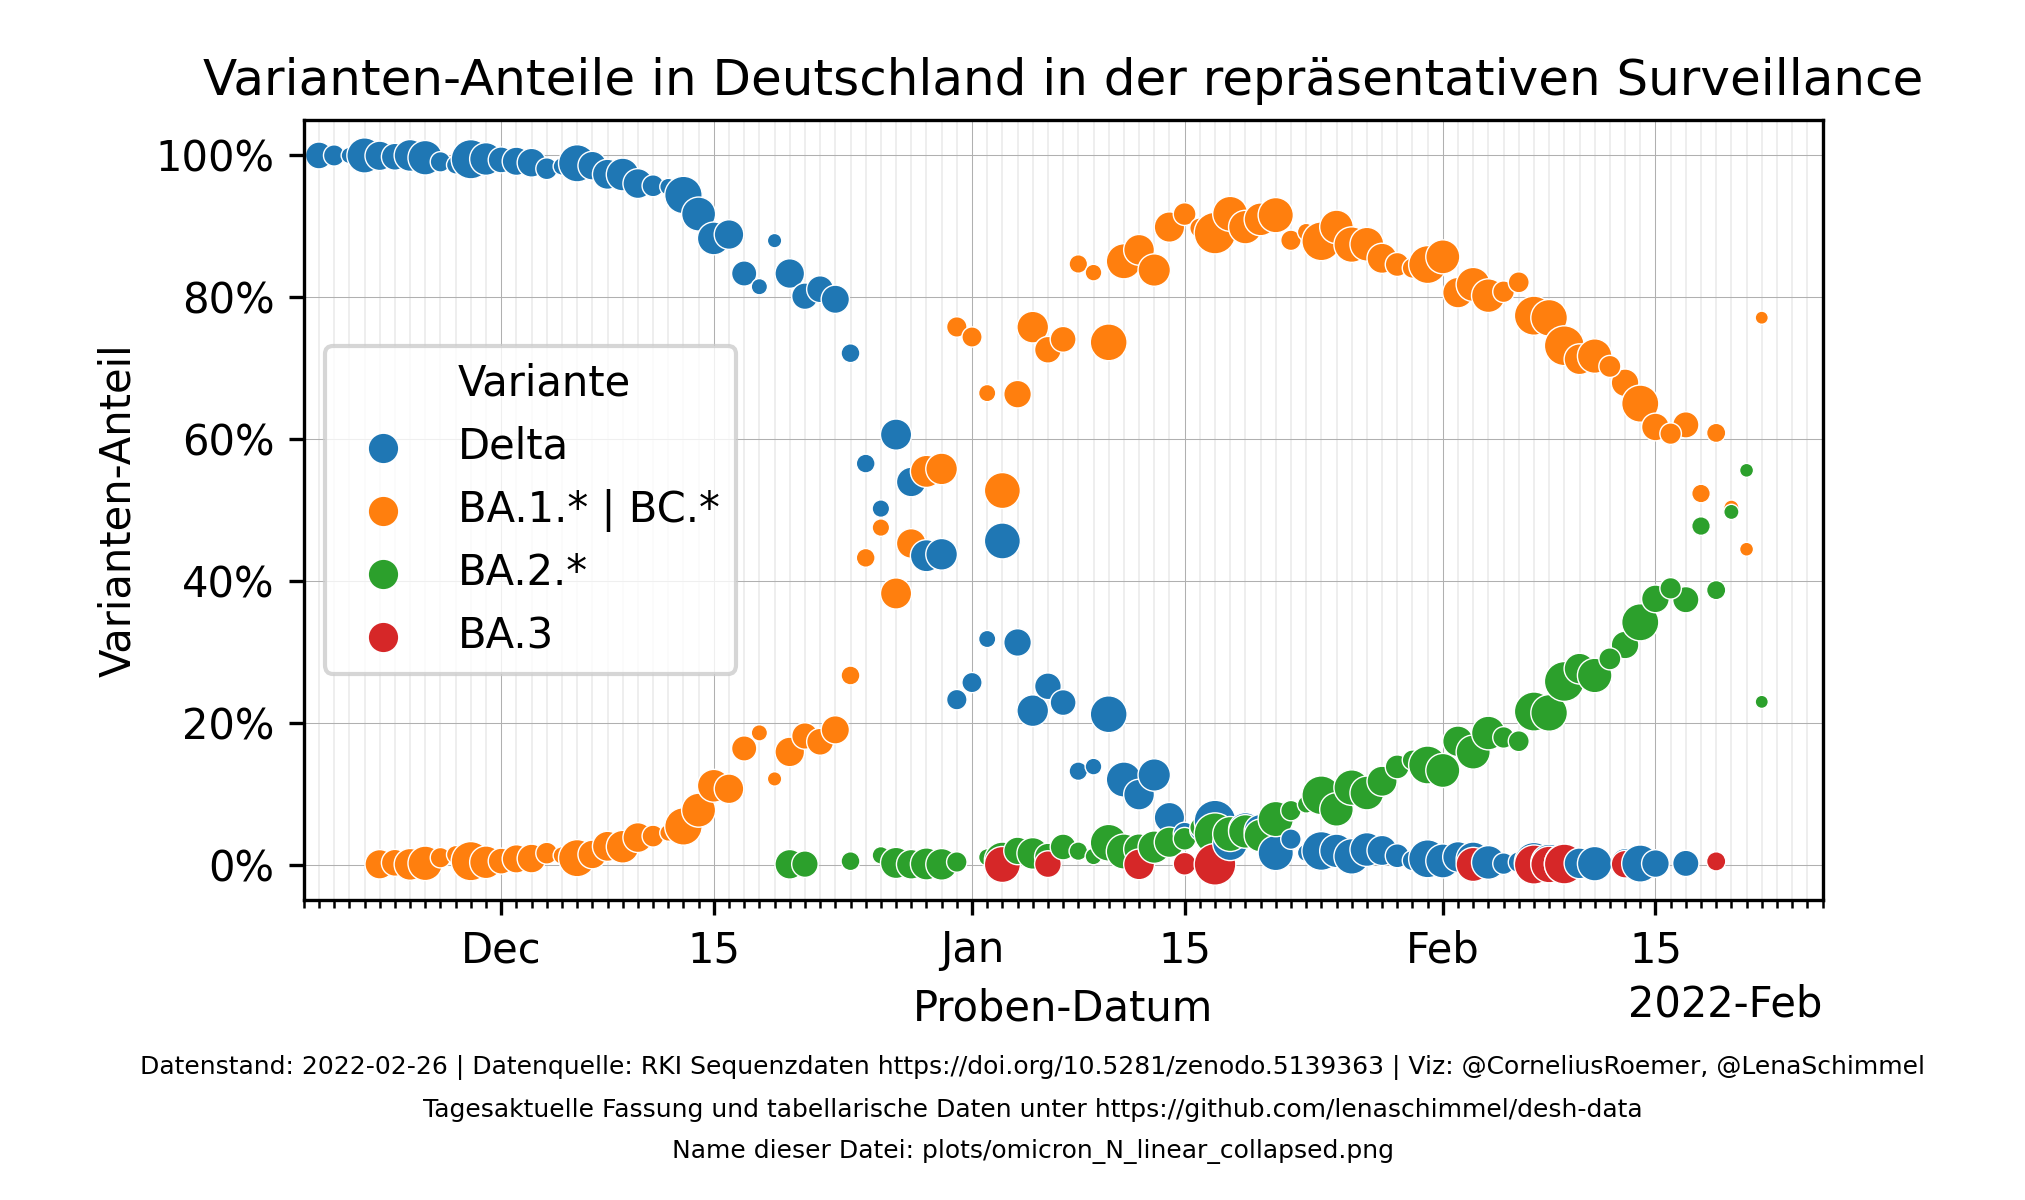 Varianten-Anteile in Deutschland in der repräsentativen Surveillance
Varianten-Anteil
100%
80%
60%
40%
20%
0%
Variante
Delta
BA.1.* | BC.*
BA.2.*
BA.3
Dec
15
Jan
15
Feb
15
Proben-Datum
2022-Feb
Datenstand: 2022-02-26 | Datenquelle: RKI Sequenzdaten https://doi.org/10.5281/zenodo.5139363 | Viz: @CorneliusRoemer, @LenaSchimmel
Tagesaktuelle Fassung und tabellarische Daten unter https://github.com/lenaschimmel/desh-data
Name dieser Datei: plots/omicron_N_linear_collapsed.png